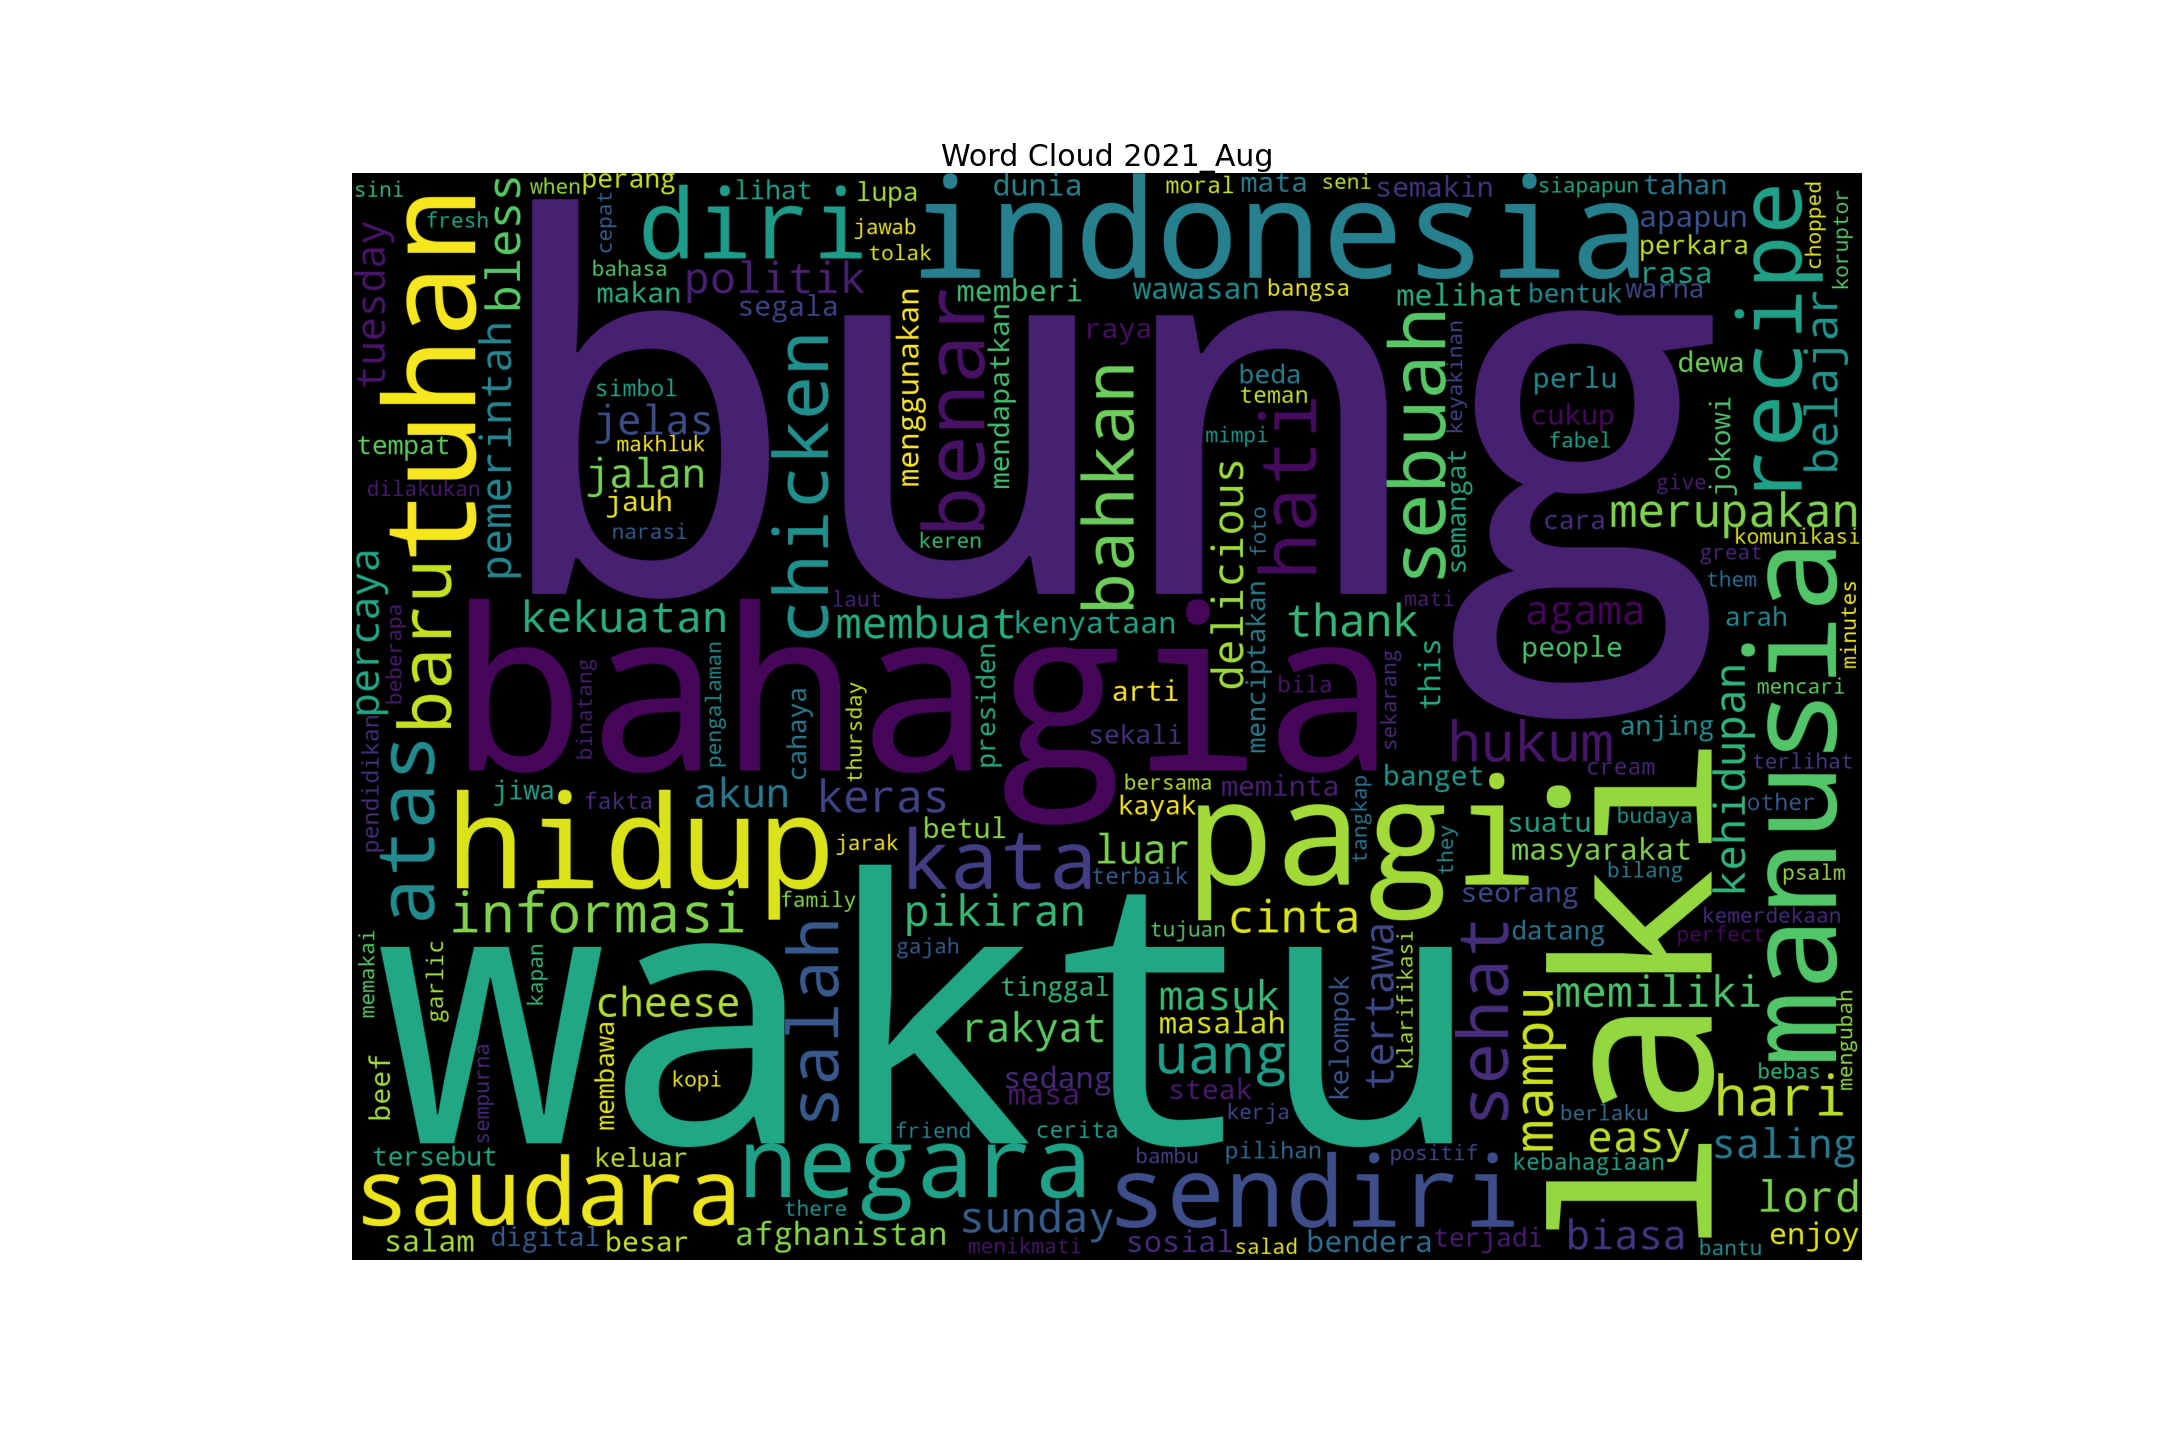 Word Cloud 2021_Aug
sini
when
perang
lihat
lupa
dunia
moral
mata
seni
semakin
siapapun
tahan
fresh
bless
cepat
diri
jawab
tolak
indonesia
apapun
perkara
rasa
recipe
chopped
koruptor
tuesday
tuhan
bahasa
makan
politik
segala
memberi
wawasan
bangsa
melihat
bentuk
warna
belajar
pemerintah
bung
chicken
menggunakan
benar
mendapatkan
raya
bahkan
sebuah
keyakinan
dewa
simbol
jelas
makhluk
jalan
jauh
narasi
beda
teman
mimpi
hati
perlu
cukup
fabel
jokowi
tempat
dilakukan
keren
delicious
foto
semangat
cara
give
merupakan
komunikasi
great
them
percaya
beberapa
baru
kekuatan
laut
membuat
kenyataan
menciptakan
thank
mati
this
agama
people
arah
manusia
minutes
bahagia
binatang
pengalaman
cahaya
thursday
presiden
arti
sekali
bila
sekarang
hukum
anjing
cream
kehidupan
mencari
terlihat
other
pendidikan
atas
jiwa
fakta
akun
keras
bersama
kayak
meminta
banget
tangkap
hidup
jarak
betul
kata
luar
terbaik
pagi
they
suatu
masyarakat
budaya
bilang
seorang
psalm
laki
informasi
family
pikiran
tujuan
cinta
datang
kemerdekaan
perfect
memakai
garlic
kapan
salah
gajah
klarifikasi
tertawa
sehat
waktu
cheese
tinggal
rakyat
masuk
masalah
uang
kelompok
mampu
memiliki
mengubah
bebas
beef
sempurna
membawa
kopi
sedang
masa
steak
kerja
berlaku
hari
friend
cerita
easy
saling
tersebut
keluar
negara
bambu
pilihan
positif
kebahagiaan
saudara
there
sunday
sendiri
lord
salam
digital
besar
afghanistan
menikmati
sosial
salad
bendera
terjadi
biasa
bantu
enjoy